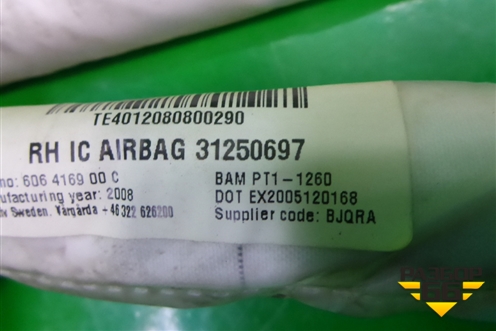 TE4012080800290
RH IC AIRBAG 31250697
no: 606 4169 00 C
BAM PT1-1260
facturing year: 2008
DOT EX2005120168
Sweden. Vårgårda +46 322 626200
Supplier code: BJQRA